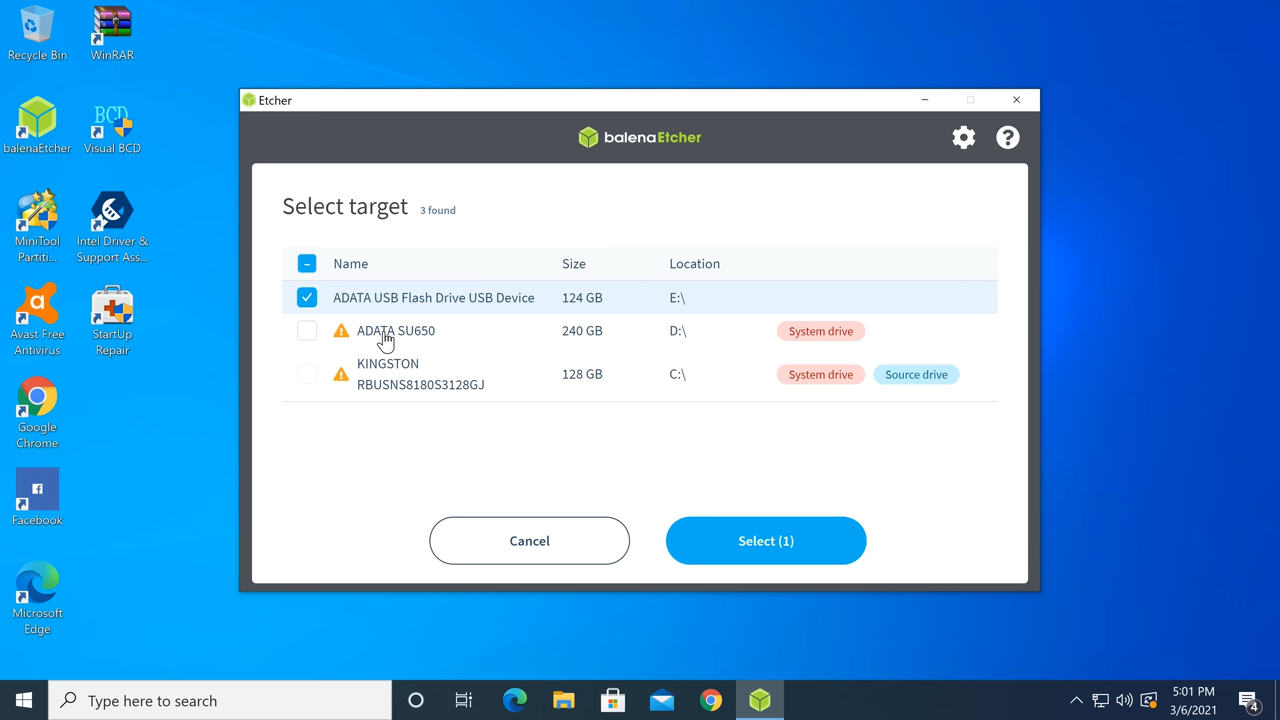 Recycle Bin
WinRAR
balenaEtcher
BCD
Visual BCD
MiniTool
Partiti...
Intel Driver &
Support Ass...
Avast Free
Antivirus
StartUp
Repair
Google
Chrome
Facebook
Microsoft
Edge
Etcher
balenaEtcher
Select target 3 found
Name Size Location
ADATA USB Flash Drive USB Device 124 GB E:\
ADATA SU650 240 GB D:\ System drive
KINGSTON
RBUSNS8180S3128GJ 128 GB C:\ System drive Source drive
Cancel Select (1)
Type here to search
5:01 PM
3/6/2021
4